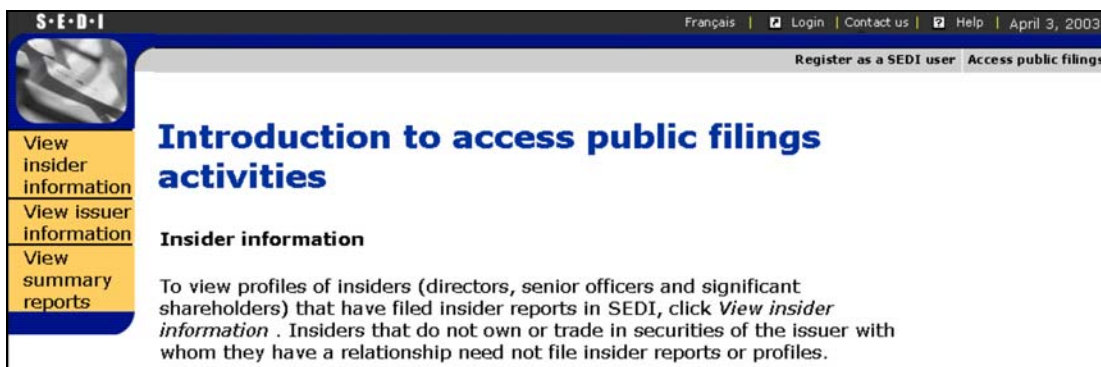 S•E•D•I
Français | Login | Contact us | Help | April 3, 2003
Register as a SEDI user Access public filings
View
insider
information
View issuer
information
View
summary
reports
Introduction to access public filings
activities
Insider information
To view profiles of insiders (directors, senior officers and significant
shareholders) that have filed insider reports in SEDI, click View insider
information . Insiders that do not own or trade in securities of the issuer with
whom they have a relationship need not file insider reports or profiles.